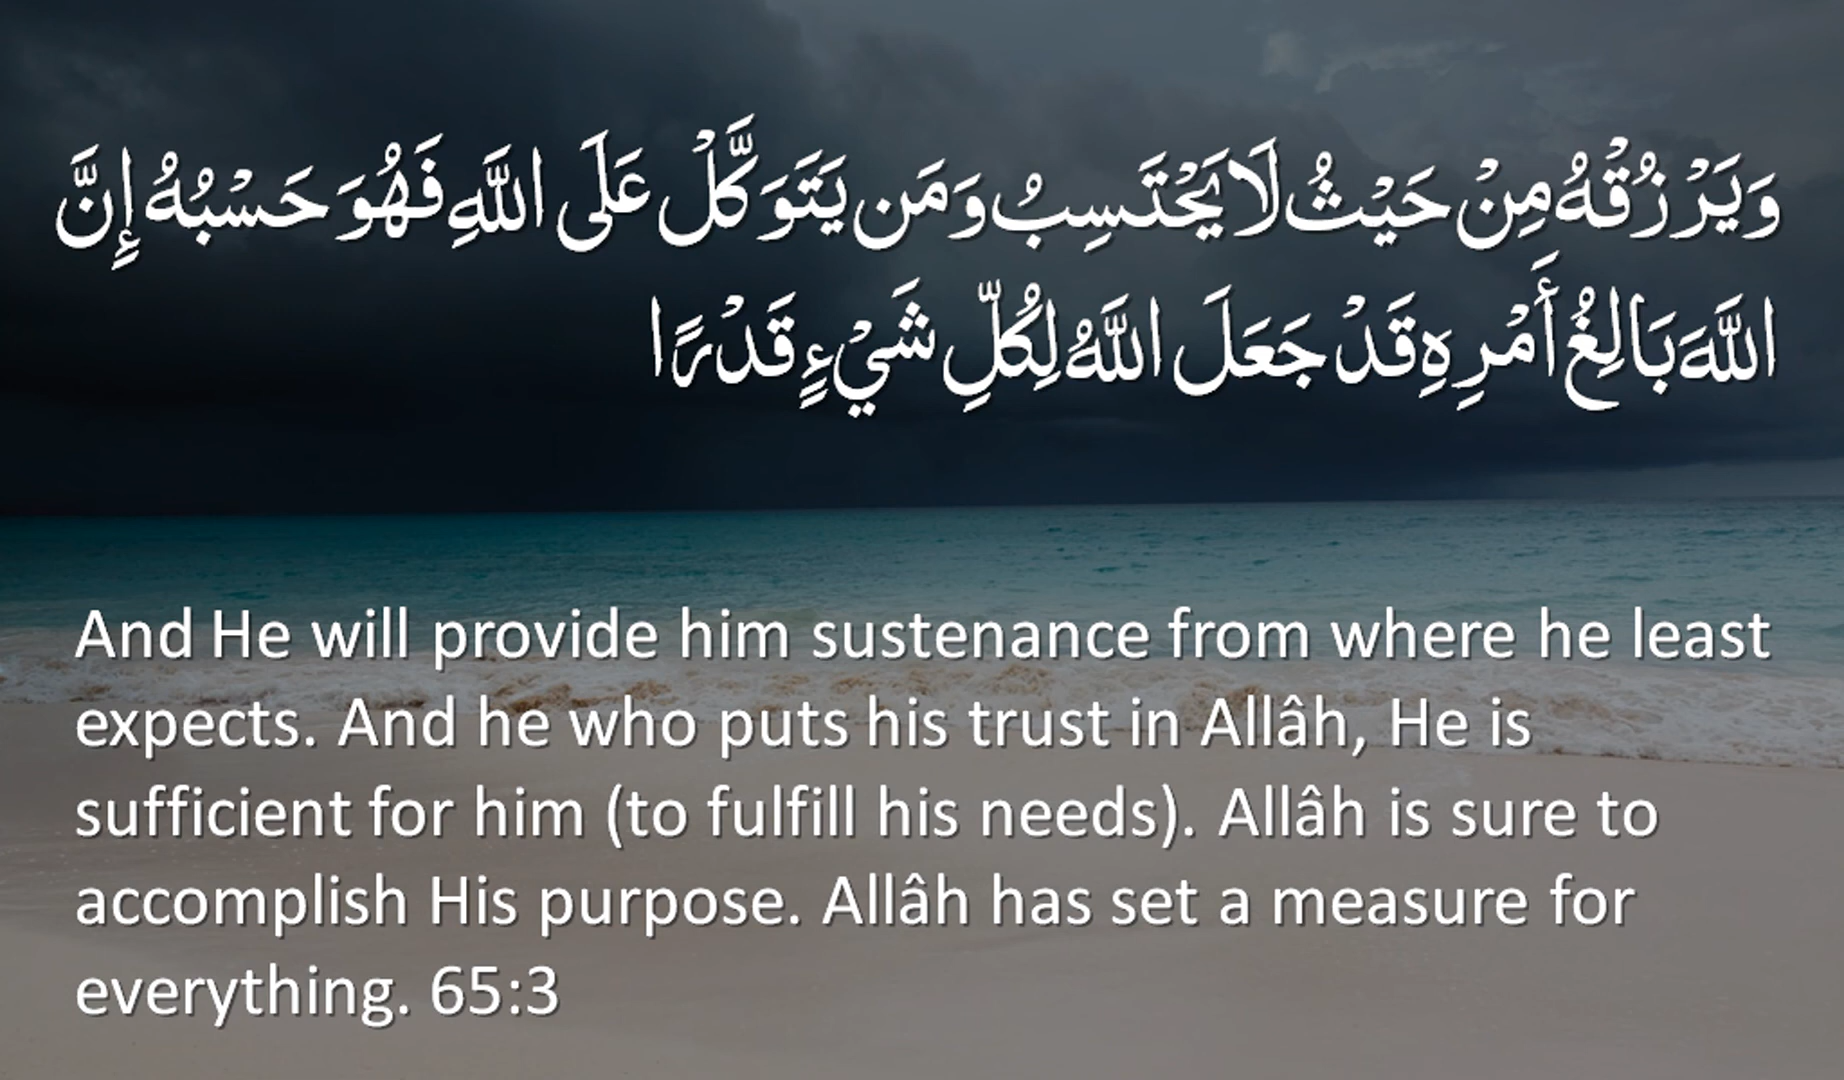 وَيَرْزُقْهُ مِنْ حَيْثُ لَا يَحْتَسِبُ وَمَن يَتَوَكَّلْ عَلَى اللَّهِ فَهُوَ حَسْبُهُ إِنَّ
اللَّهَ بَالِغُ أَمْرِهِ قَدْ جَعَلَ اللَّهُ لِكُلِّ شَيْءٍ قَدْرًا
And He will provide him sustenance from where he least
expects. And he who puts his trust in Allâh, He is
sufficient for him (to fulfill his needs). Allâh is sure to
accomplish His purpose. Allâh has set a measure for
everything. 65:3